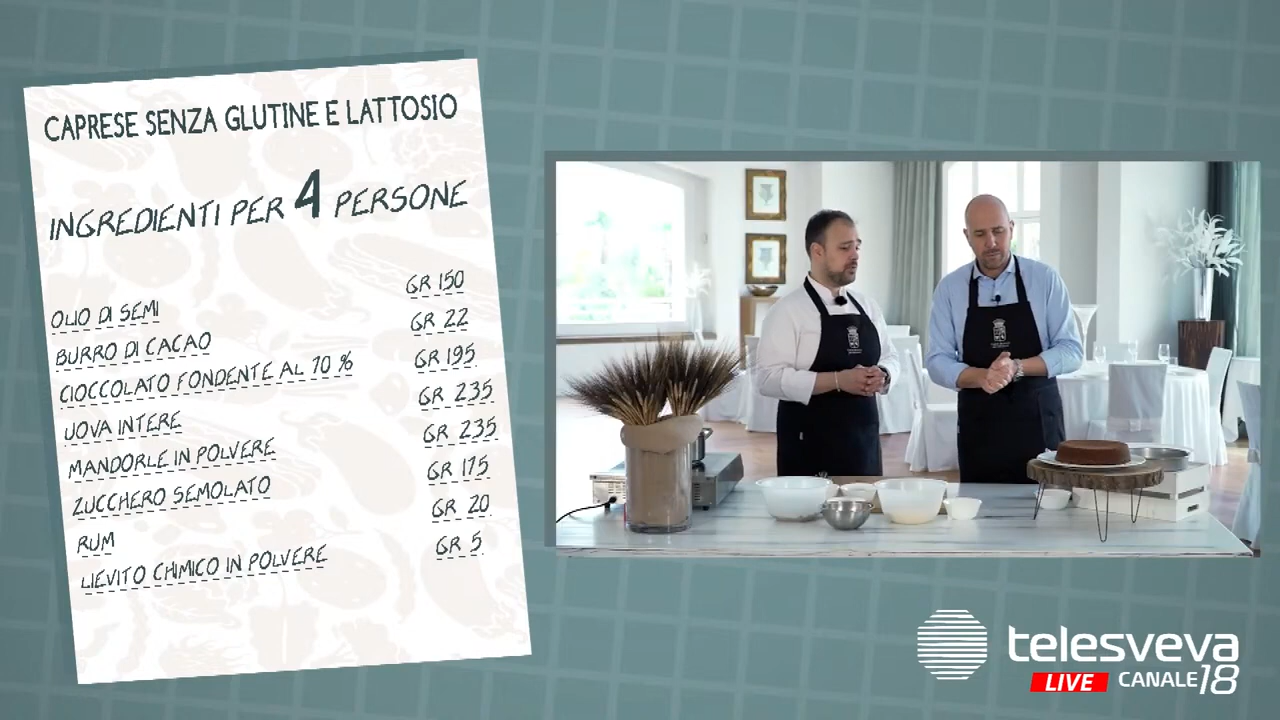 CAPRESE SENZA GLUTINE E LATTOSIO
INGREDIENTI PER 4 PERSONE
OLIO DI SEMI GR 150
BURRO DI CACAO GR 22
CIOCCOLATO FONDENTE AL 70 % GR 195
UOVA INTERE GR 235
MANDORLE IN POLVERE GR 235
ZUCCHERO SEMOLATO GR 175
RUM GR 20
LIEVITO CHIMICO IN POLVERE GR 5
telesveva
LIVE CANALE 18